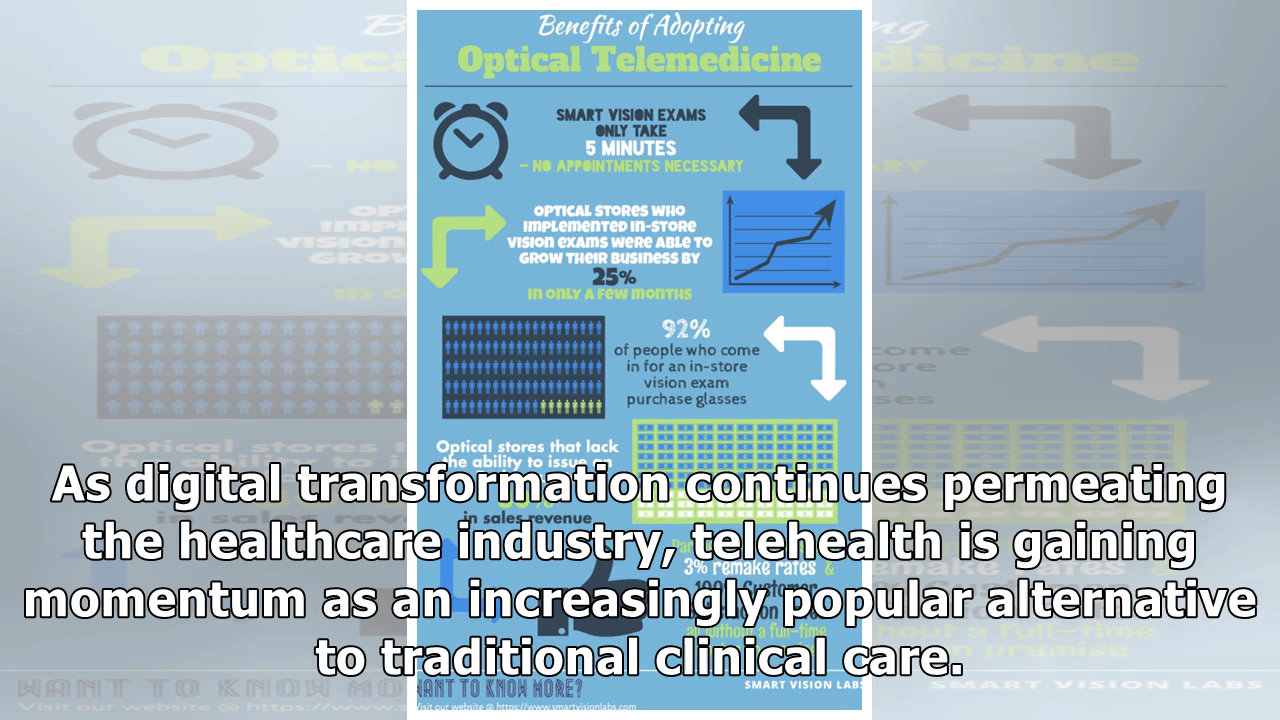 Benefits of Adopting
Optical Telemedicine
SMART VISION EXAMS
ONLY TAKE
5 MINUTES
– NO APPOINTMENTS NECESSARY
OPTICAL STORES WHO
IMPLEMENTED IN-STORE
VISION EXAMS WERE ABLE TO
GROW THEIR BUSINESS BY
25%
IN ONLY A FEW MONTHS
92%
of people who come
in for an in-store
vision exam
purchase glasses
Optical stores that lack
the ability to issue an
in sales revenue
3% remake rates &
100% Customer
without a full-time
As digital transformation continues permeating
the healthcare industry, telehealth is gaining
momentum as an increasingly popular alternative
to traditional clinical care.
WANT TO KNOW MORE?
Visit our website @ https://www.smartvisionlabs.com
SMART VISION LABS